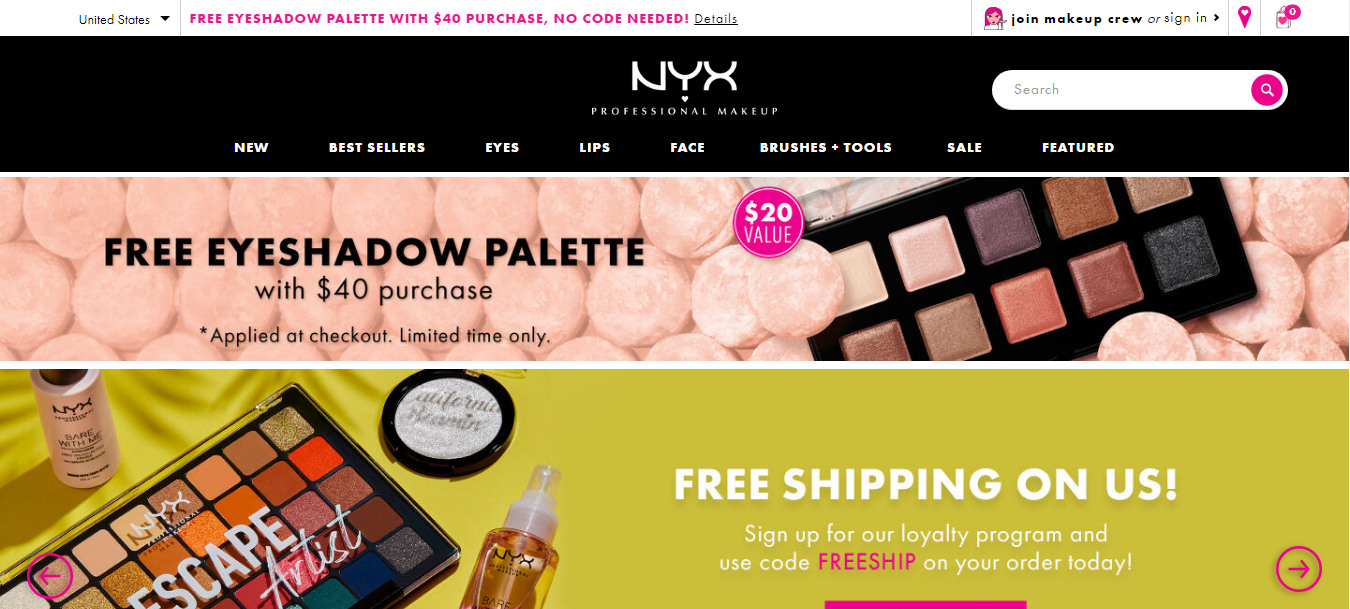 United States
FREE EYESHADOW PALETTE WITH $40 PURCHASE, NO CODE NEEDED! Details
join makeup crew or sign in
0
NYX
PROFESSIONAL MAKEUP
Search
NEW BEST SELLERS EYES LIPS FACE BRUSHES + TOOLS SALE FEATURED
FREE EYESHADOW PALETTE
with $40 purchase
*Applied at checkout. Limited time only.
$20
VALUE
NYX
BARE
WITH ME
California
Beamin'
NYX
PROFESSIONAL
MAKEUP
ESCAPE
Artist
NYX
BARE
FREE SHIPPING ON US!
Sign up for our loyalty program and
use code FREESHIP on your order today!